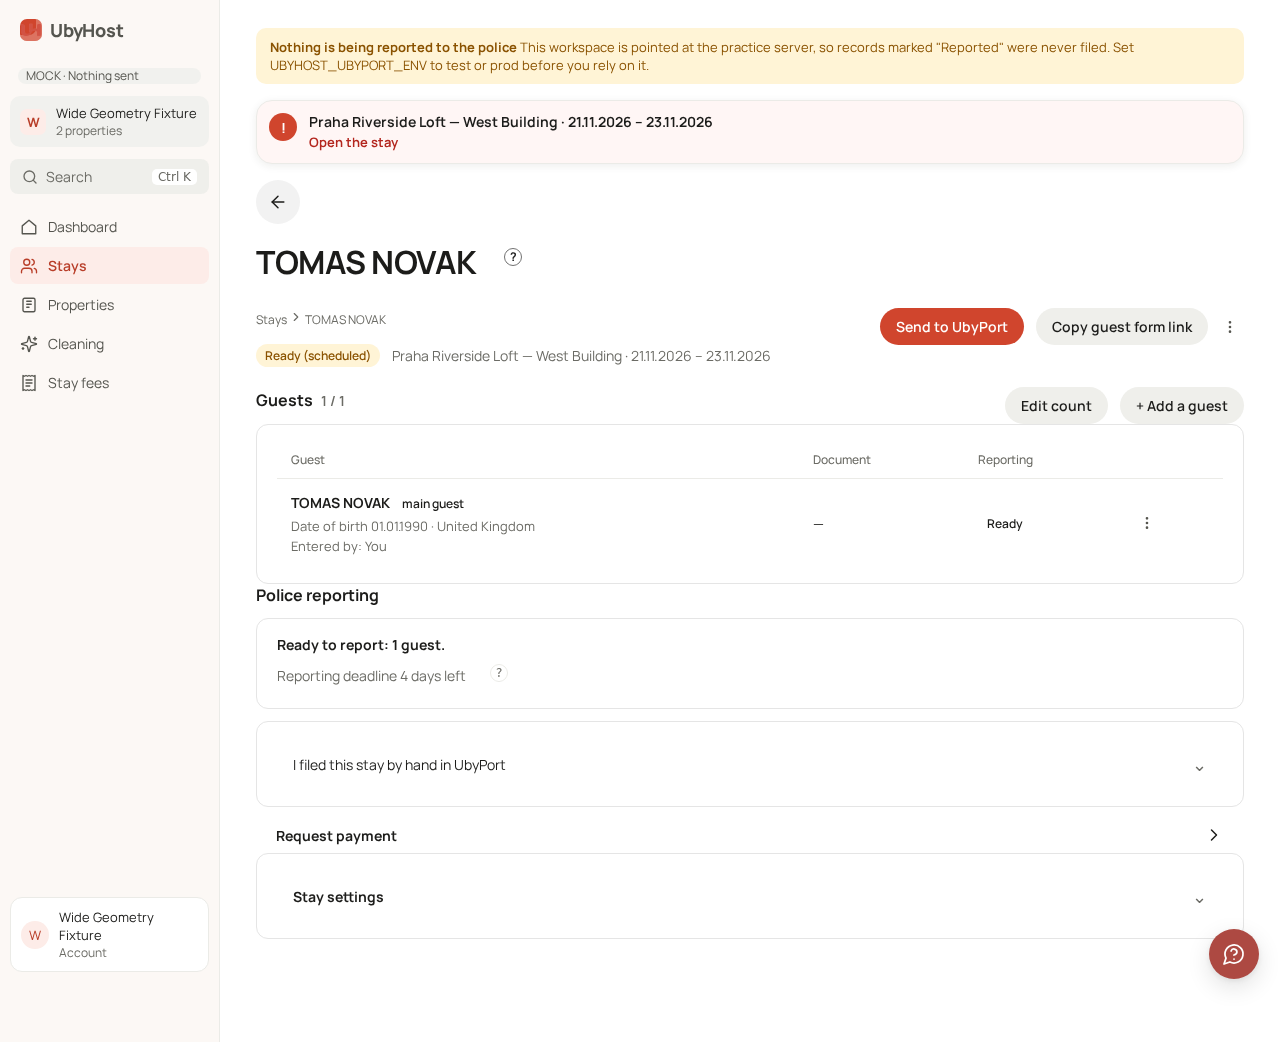 UbyHost
MOCK · Nothing sent
W
Wide Geometry Fixture
2 properties
Search
Ctrl K
Dashboard
Stays
Properties
Cleaning
Stay fees
W
Wide Geometry
Fixture
Account
Nothing is being reported to the police This workspace is pointed at the practice server, so records marked "Reported" were never filed. Set
UBYHOST_UBYPORT_ENV to test or prod before you rely on it.
!
Praha Riverside Loft — West Building · 21.11.2026 – 23.11.2026
Open the stay
TOMAS NOVAK
?
Stays > TOMAS NOVAK
Send to UbyPort
Copy guest form link
Ready (scheduled)
Praha Riverside Loft — West Building · 21.11.2026 – 23.11.2026
Guests 1 / 1
Edit count
+ Add a guest
Guest
Document
Reporting
TOMAS NOVAK main guest
Date of birth 01.01.1990 · United Kingdom
Entered by: You
—
Ready
Police reporting
Ready to report: 1 guest.
Reporting deadline 4 days left
?
I filed this stay by hand in UbyPort
Request payment
Stay settings